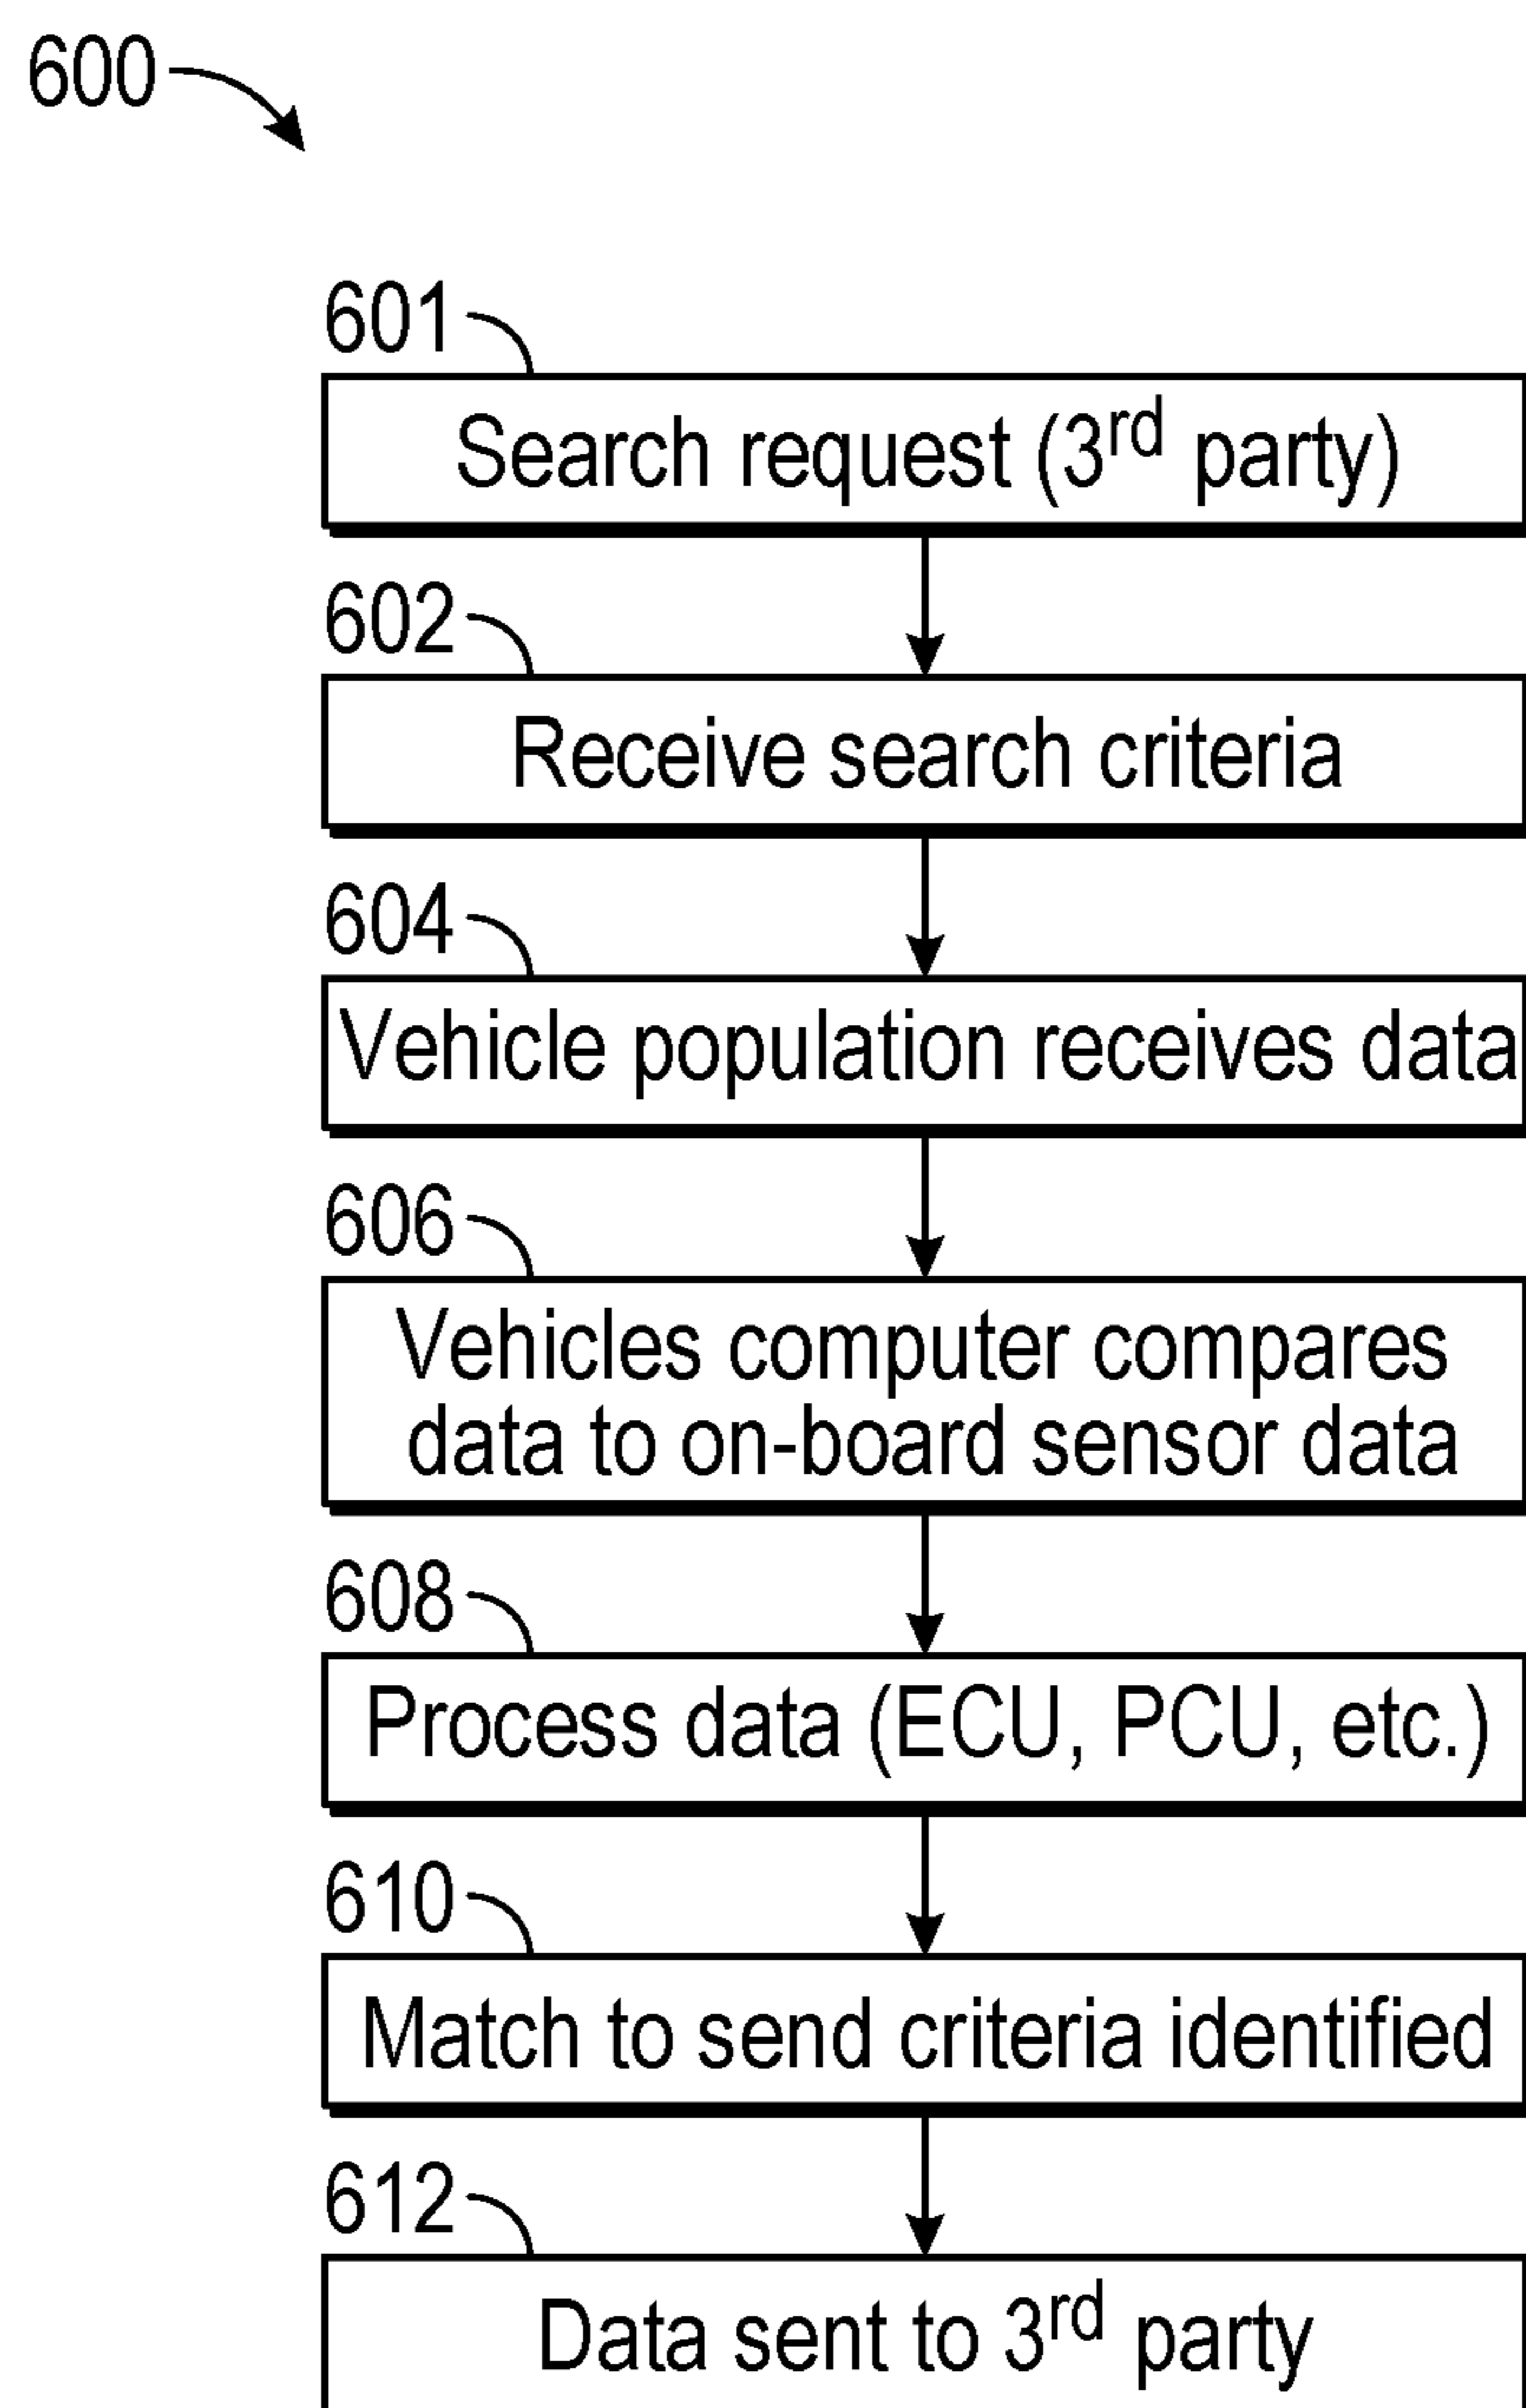 600
601
Search request (3rd party)
602
Receive search criteria
604
Vehicle population receives data
606
Vehicles computer compares
data to on-board sensor data
608
Process data (ECU, PCU, etc.)
610
Match to send criteria identified
612
Data sent to 3rd party